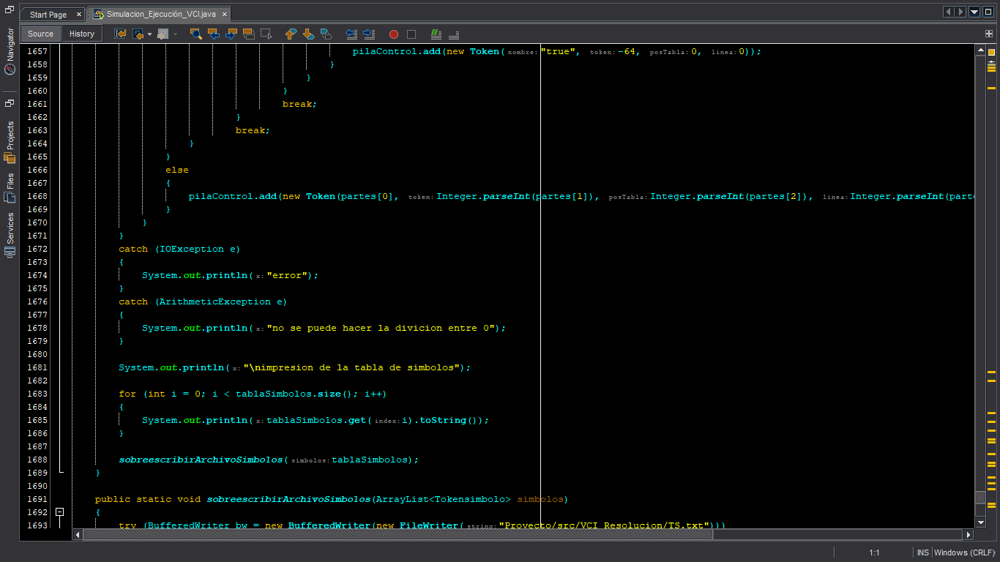 Start Page ×
Simulacion_Ejecución_VCI.java ×
Source
History
Navigator
Projects
Files
Services
1657 pilaControl.add(new Token( nombre: "true", token: -64, posTabla: 0, linea: 0));
1658 }
1659 }
1660 }
1661 break;
1662 }
1663 break;
1664 }
1665 }
1666 else
1667 {
1668 pilaControl.add(new Token(partes[0], token: Integer.parseInt(partes[1]), posTabla: Integer.parseInt(partes[2]), linea: Integer.parseInt(parte
1669 }
1670 }
1671 }
1672 catch (IOException e)
1673 {
1674 System.out.println( x: "error");
1675 }
1676 catch (ArithmeticException e)
1677 {
1678 System.out.println( x: "no se puede hacer la divicion entre 0");
1679 }
1680
1681 System.out.println( x: "\nimpresion de la tabla de simbolos");
1682
1683 for (int i = 0; i < tablaSimbolos.size(); i++)
1684 {
1685 System.out.println( x: tablaSimbolos.get( index: i).toString());
1686 }
1687
1688 sobreescribirArchivoSimbolos( simbolos: tablaSimbolos);
1689 }
1690
1691 public static void sobreescribirArchivoSimbolos(ArrayList<Tokensimbolo> simbolos)
1692 {
1693 try (BufferedWriter bw = new BufferedWriter(new FileWriter( string: "Proyecto/src/VCI_Resolucion/TS.txt")))
1:1
INS
Windows (CRLF)